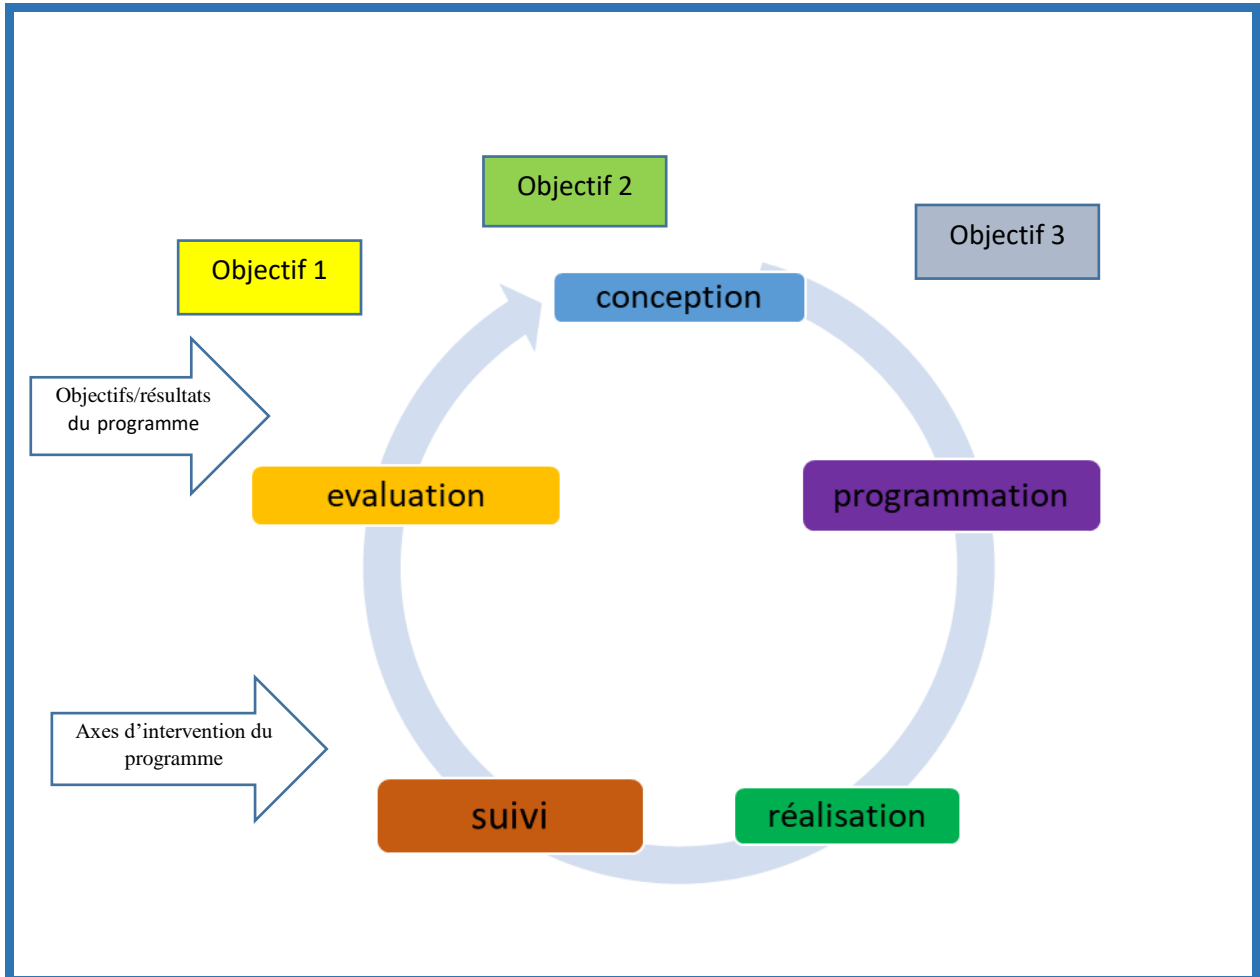 Objectif 2
Objectif 3
Objectif 1
conception
Objectifs/résultats
du programme
evaluation
programmation
Axes d’intervention du
programme
suivi
réalisation